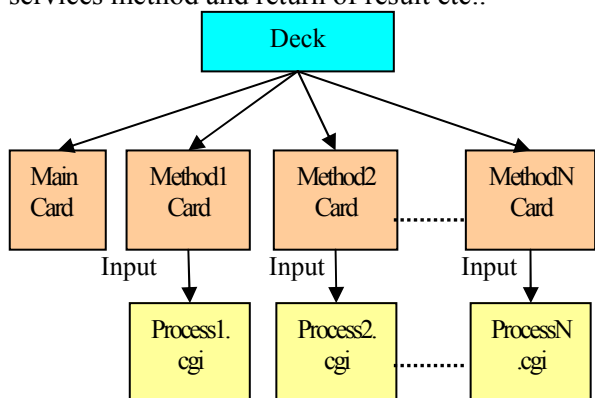 services method and return of result etc..
Deck
Main
Card
Method1
Card
Method2
Card
MethodN
Card
Input
Input
Input
Process1.
cgi
Process2.
cgi
ProcessN
.cgi